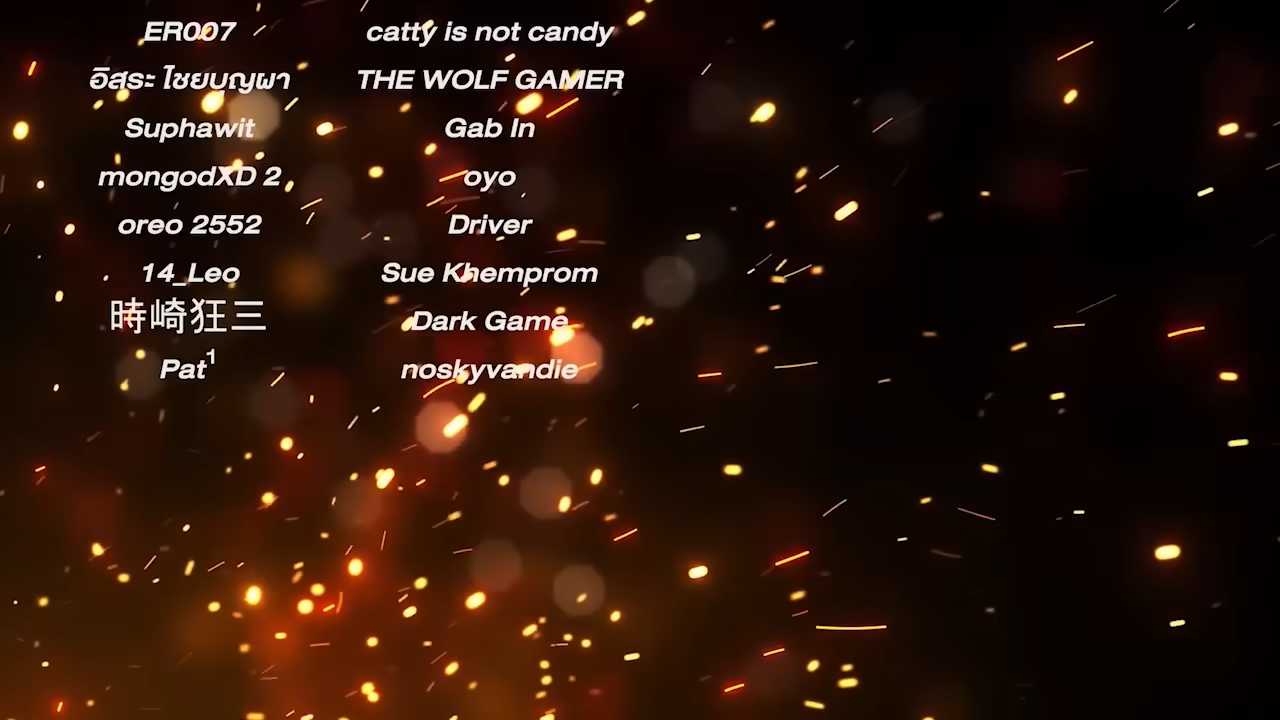 ER007 catty is not candy
อิสระ ไชยบุญผา THE WOLF GAMER
Suphawit Gab In
mongodXD 2 oyo
oreo 2552 Driver
14_Leo Sue Khemprom
時崎狂三 Dark Game
Pat¹ noskyvandie